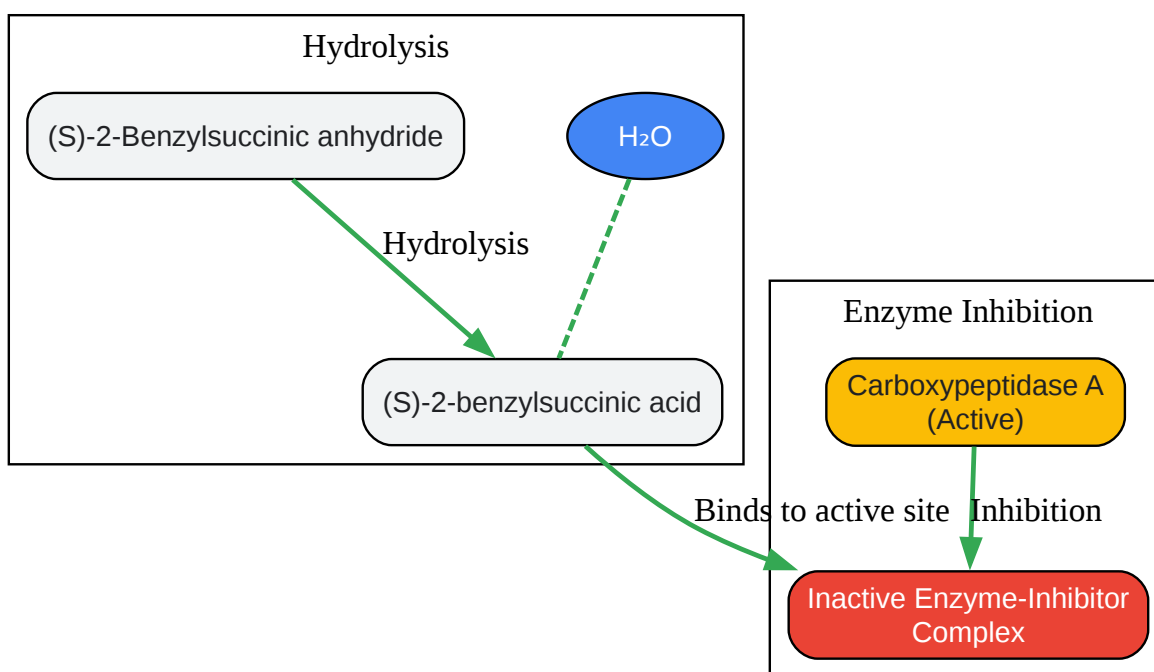 Hydrolysis
(S)-2-Benzylsuccinic anhydride
H₂O
Hydrolysis
(S)-2-benzylsuccinic acid
Enzyme Inhibition
Carboxypeptidase A
(Active)
Binds to active site
Inhibition
Inactive Enzyme-Inhibitor
Complex